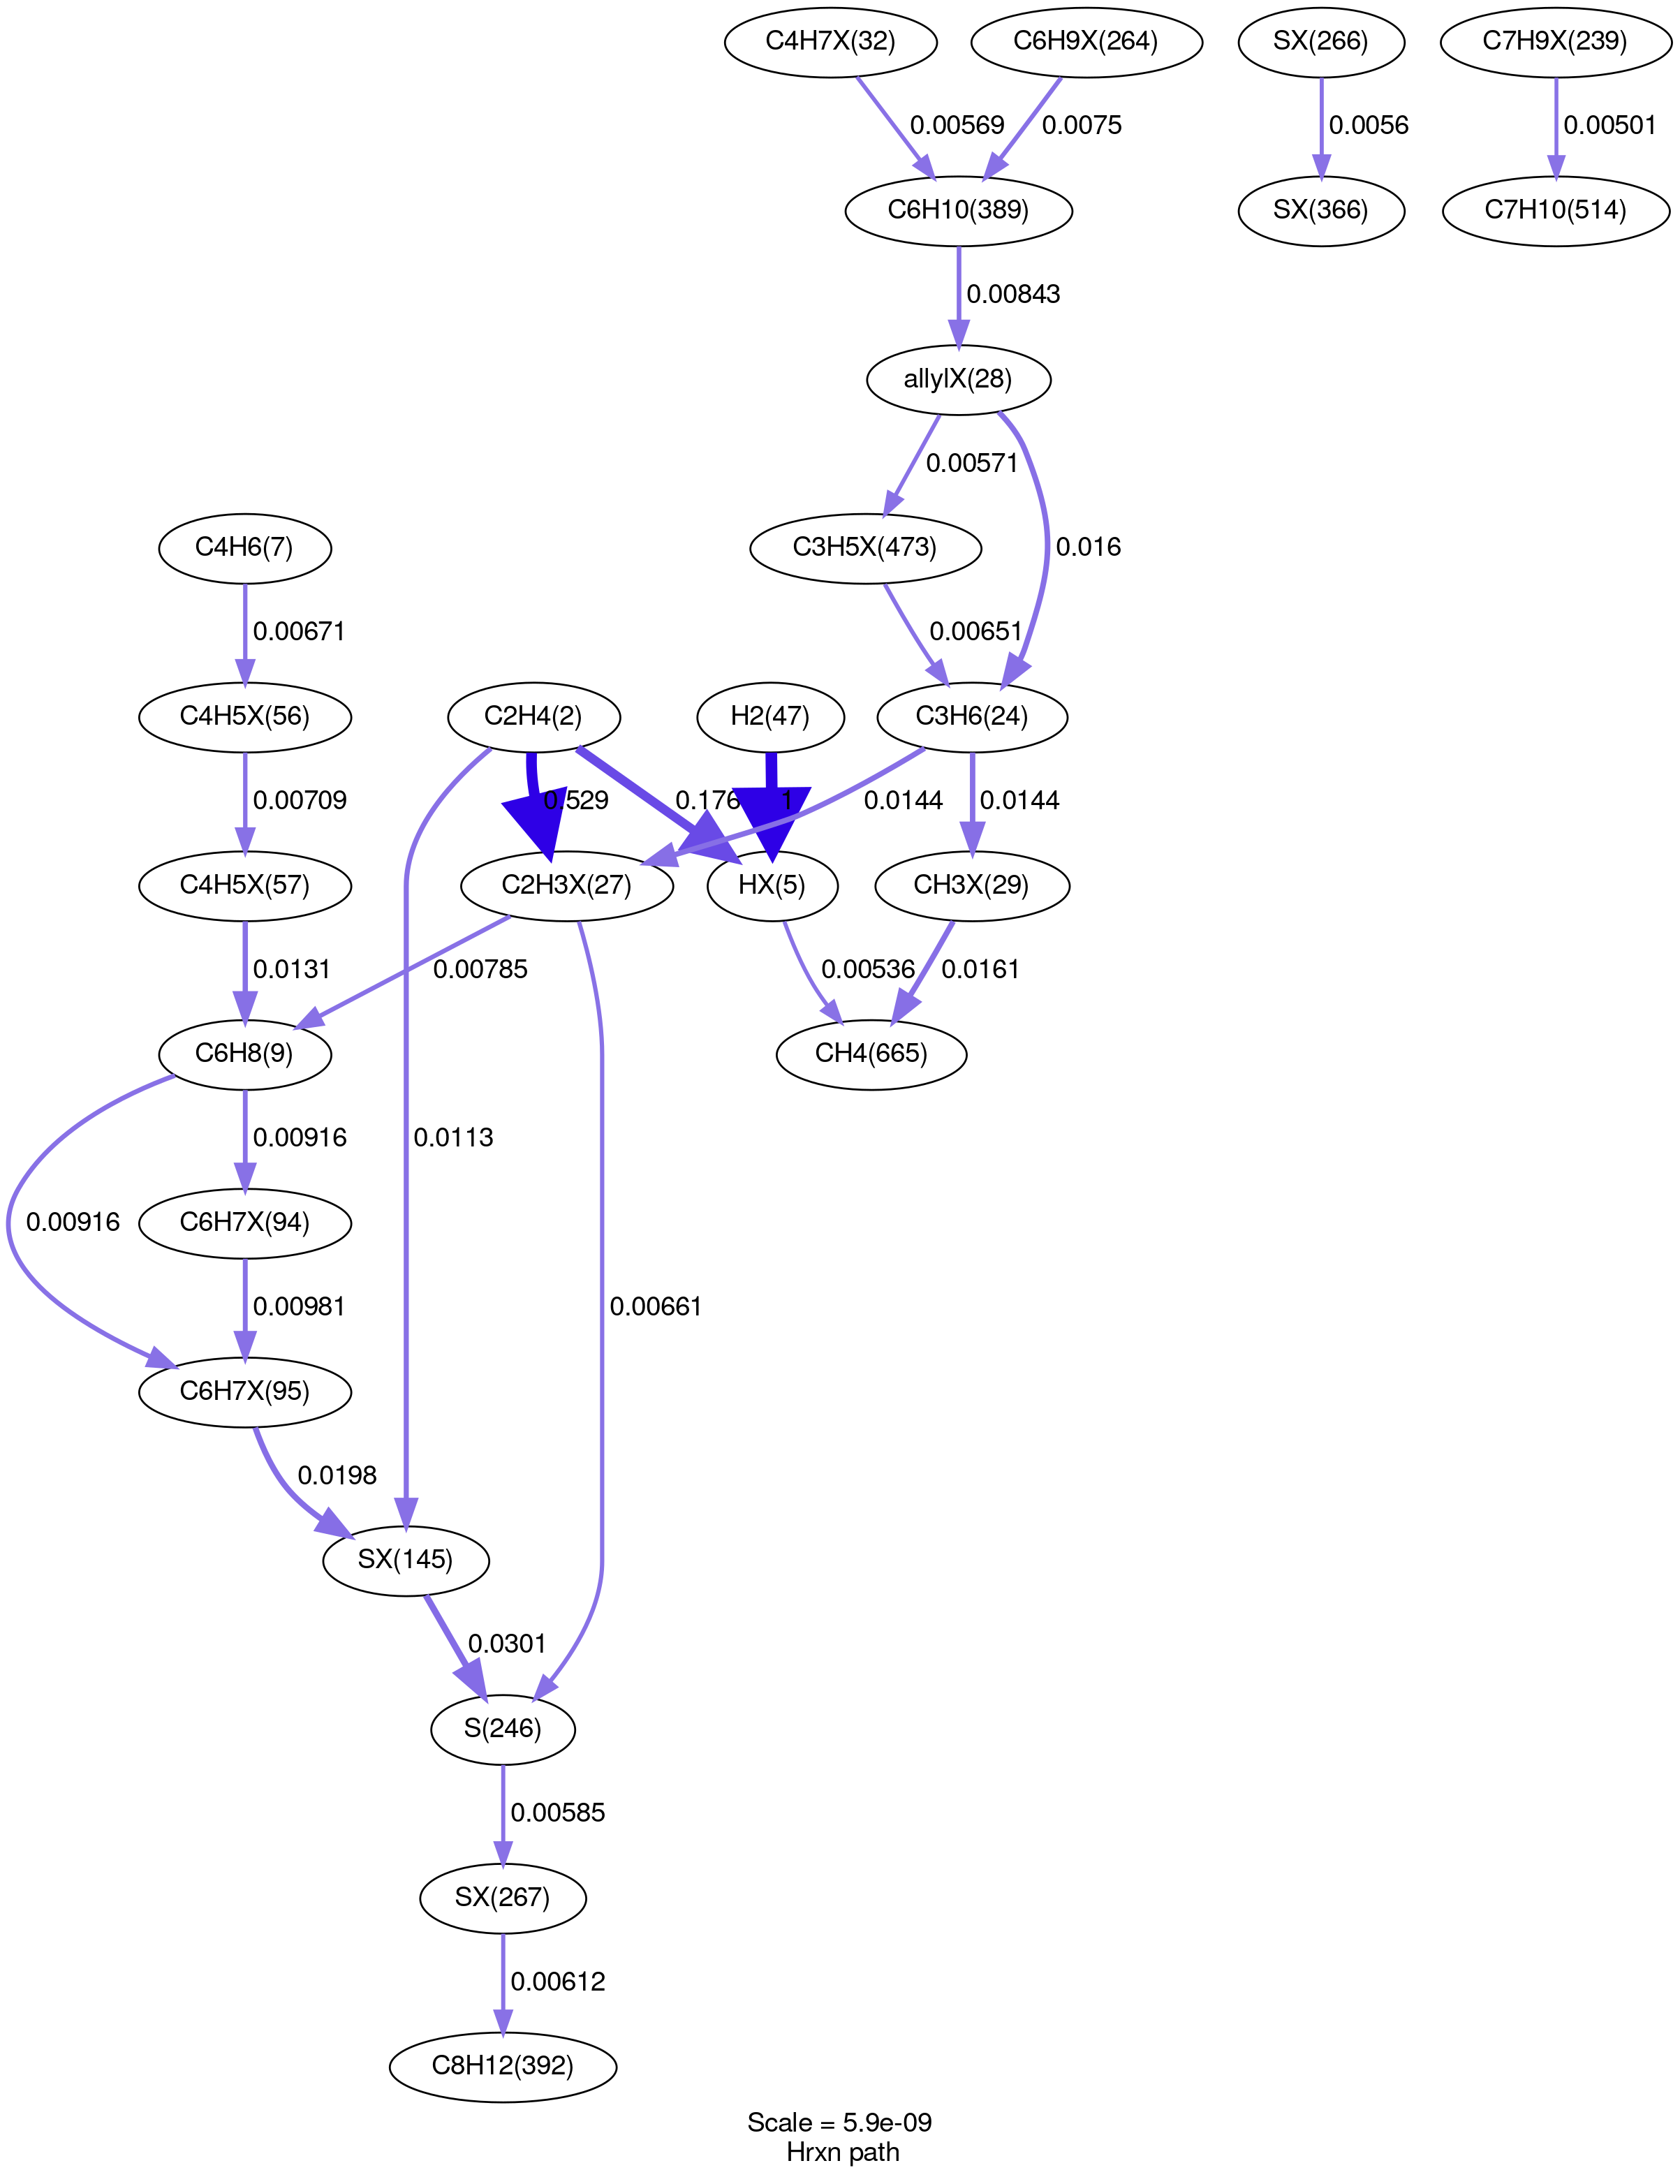 C4H7X(32)
C6H9X(264)
SX(266)
C7H9X(239)
0.00569
0.0075
0.0056
0.00501
C6H10(389)
SX(366)
C7H10(514)
0.00843
allylX(28)
0.00571
C4H6(7)
C3H5X(473)
0.016
0.00671
0.00651
C4H5X(56)
C2H4(2)
H2(47)
C3H6(24)
0.00709
0.529
0.176
1
0.0144
0.0144
C4H5X(57)
C2H3X(27)
HX(5)
CH3X(29)
0.0131
0.00785
0.00536
0.0161
C6H8(9)
CH4(665)
0.00916
0.0113
0.00916
C6H7X(94)
0.00981
0.00661
C6H7X(95)
0.0198
SX(145)
0.0301
S(246)
0.00585
SX(267)
0.00612
C8H12(392)
Scale = 5.9e-09
Hrxn path